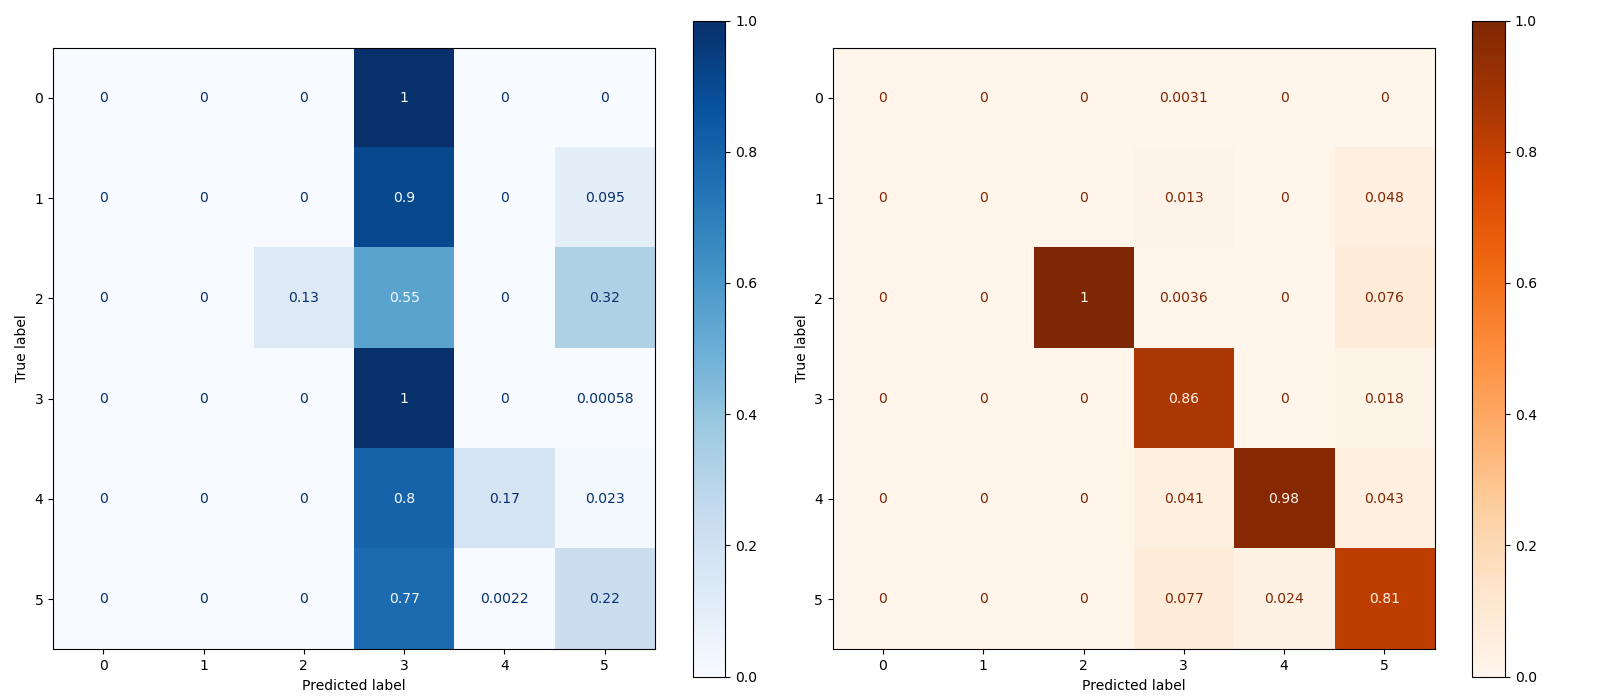 1.0
0 0 0 0 1 0 0
0.8
1 0 0 0 0.9 0 0.095
0.6
2 0 0 0.13 0.55 0 0.32
True label
3 0 0 0 1 0 0.00058
0.4
4 0 0 0 0.8 0.17 0.023
0.2
5 0 0 0 0.77 0.0022 0.22
0.0
0 1 2 3 4 5
Predicted label
1.0
0 0 0 0 0.0031 0 0
0.8
1 0 0 0 0.013 0 0.048
0.6
2 0 0 1 0.0036 0 0.076
True label
3 0 0 0 0.86 0 0.018
0.4
4 0 0 0 0.041 0.98 0.043
0.2
5 0 0 0 0.077 0.024 0.81
0.0
0 1 2 3 4 5
Predicted label